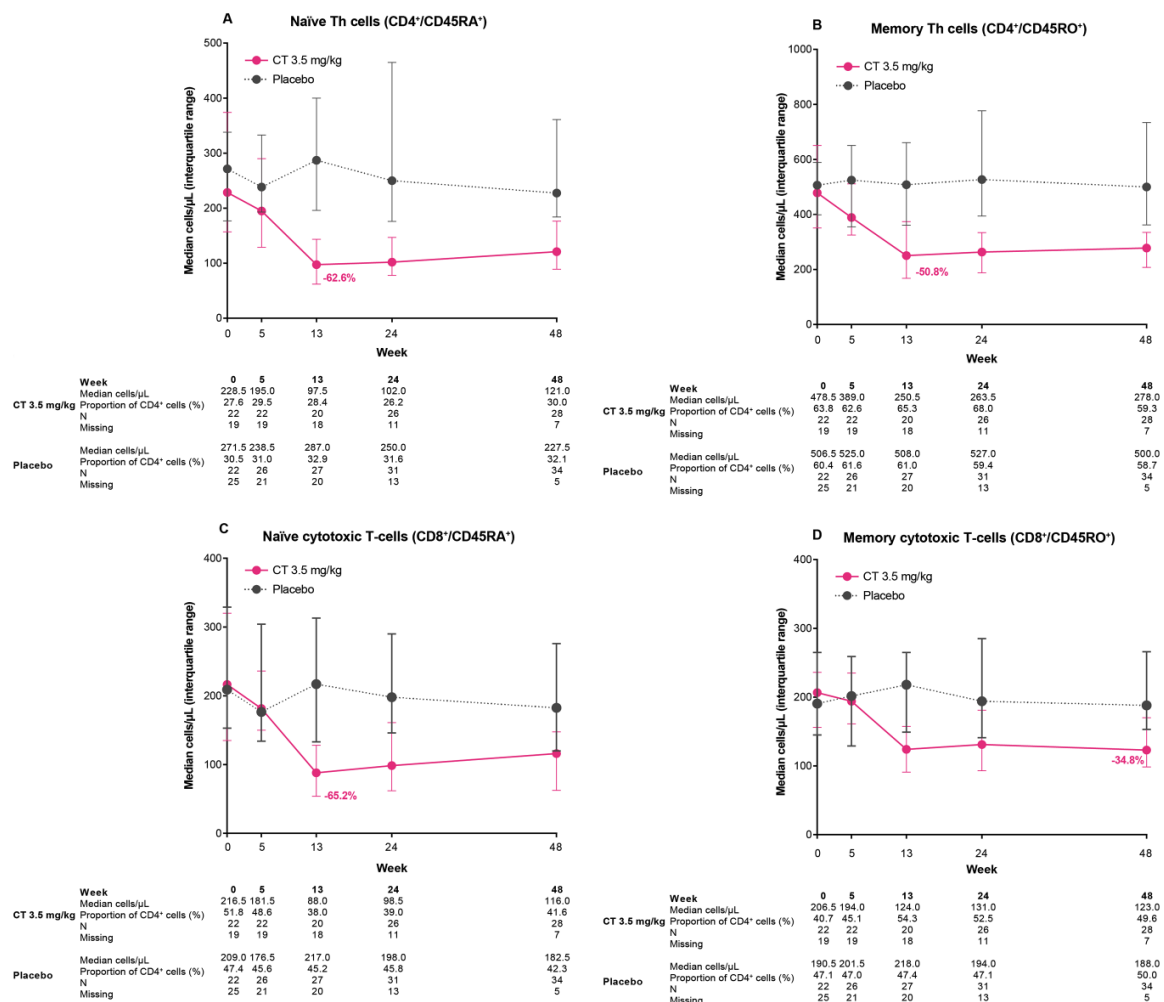 A
Naïve Th cells (CD4⁺/CD45RA⁺)
CT 3.5 mg/kg
Placebo
Median cells/µL (interquartile range)
500
400
300
200
100
0
-62.6%
0 5 13 24 48
Week
Week 0 5 13 24 48
CT 3.5 mg/kg
Median cells/µL 228.5 195.0 97.5 102.0 121.0
Proportion of CD4⁺ cells (%) 27.6 29.5 28.4 26.2 30.0
N 22 22 20 26 28
Missing 19 19 18 11 7
Placebo
Median cells/µL 271.5 238.5 287.0 250.0 227.5
Proportion of CD4⁺ cells (%) 30.5 31.0 32.9 31.6 32.1
N 22 26 27 31 34
Missing 25 21 20 13 5
B
Memory Th cells (CD4⁺/CD45RO⁺)
CT 3.5 mg/kg
Placebo
Median cells/µL (interquartile range)
1000
800
600
400
200
0
-50.8%
0 5 13 24 48
Week
Week 0 5 13 24 48
CT 3.5 mg/kg
Median cells/µL 478.5 389.0 250.5 263.5 278.0
Proportion of CD4⁺ cells (%) 63.8 62.6 65.3 68.0 59.3
N 22 22 20 26 28
Missing 19 19 18 11 7
Placebo
Median cells/µL 506.5 525.0 508.0 527.0 500.0
Proportion of CD4⁺ cells (%) 60.4 61.6 61.0 59.4 58.7
N 22 26 27 31 34
Missing 25 21 20 13 5
C
Naïve cytotoxic T-cells (CD8⁺/CD45RA⁺)
CT 3.5 mg/kg
Placebo
Median cells/µL (interquartile range)
400
300
200
100
0
-65.2%
0 5 13 24 48
Week
Week 0 5 13 24 48
CT 3.5 mg/kg
Median cells/µL 216.5 181.5 88.0 98.5 116.0
Proportion of CD4⁺ cells (%) 51.8 48.6 38.0 39.0 41.6
N 22 22 20 26 28
Missing 19 19 18 11 7
Placebo
Median cells/µL 209.0 176.5 217.0 198.0 182.5
Proportion of CD4⁺ cells (%) 47.4 45.6 45.2 45.8 42.3
N 22 26 27 31 34
Missing 25 21 20 13 5
D
Memory cytotoxic T-cells (CD8⁺/CD45RO⁺)
CT 3.5 mg/kg
Placebo
Median cells/µL (interquartile range)
400
300
200
100
0
-34.8%
0 5 13 24 48
Week
Week 0 5 13 24 48
CT 3.5 mg/kg
Median cells/µL 206.5 194.0 124.0 131.0 123.0
Proportion of CD4⁺ cells (%) 40.7 45.1 54.3 52.5 49.6
N 22 22 20 26 28
Missing 19 19 18 11 7
Placebo
Median cells/µL 190.5 201.5 218.0 194.0 188.0
Proportion of CD4⁺ cells (%) 47.1 47.0 47.4 47.1 50.0
N 22 26 27 31 34
Missing 25 21 20 13 5